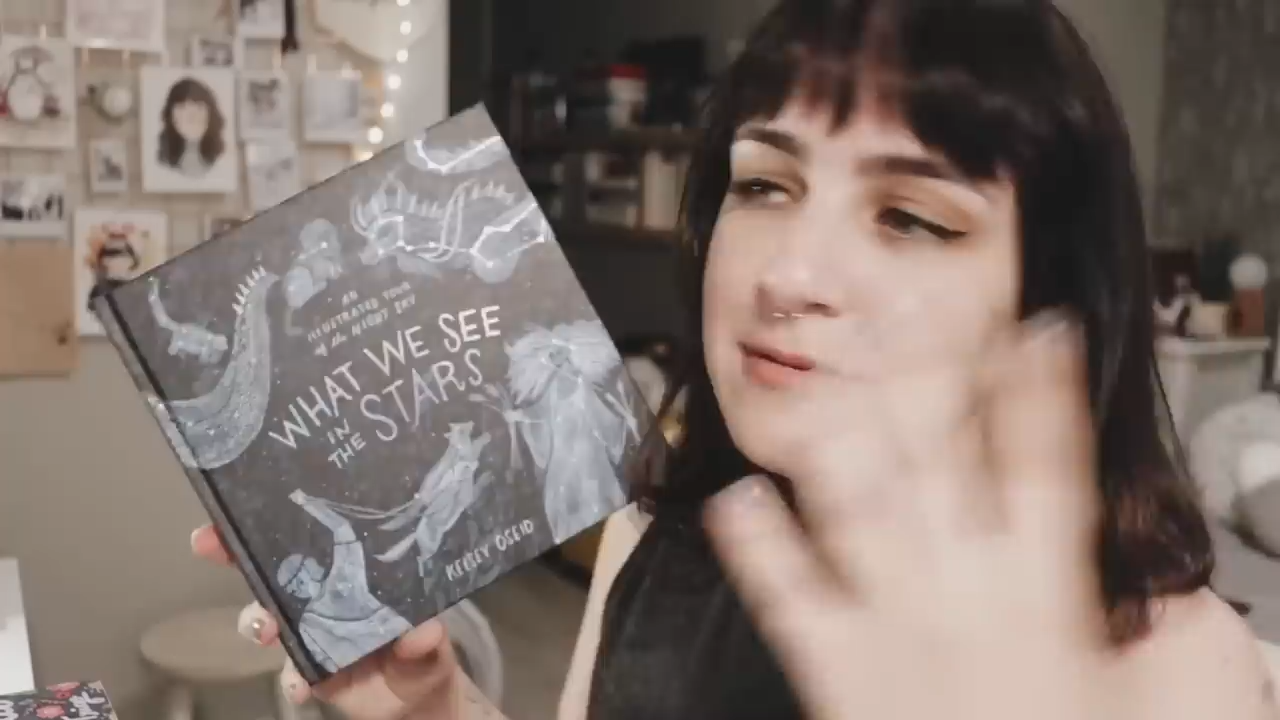 AN
ILLUSTRATED TOUR
of the NIGHT SKY
WHAT WE SEE
IN
THE STARS
KELSEY OSEID